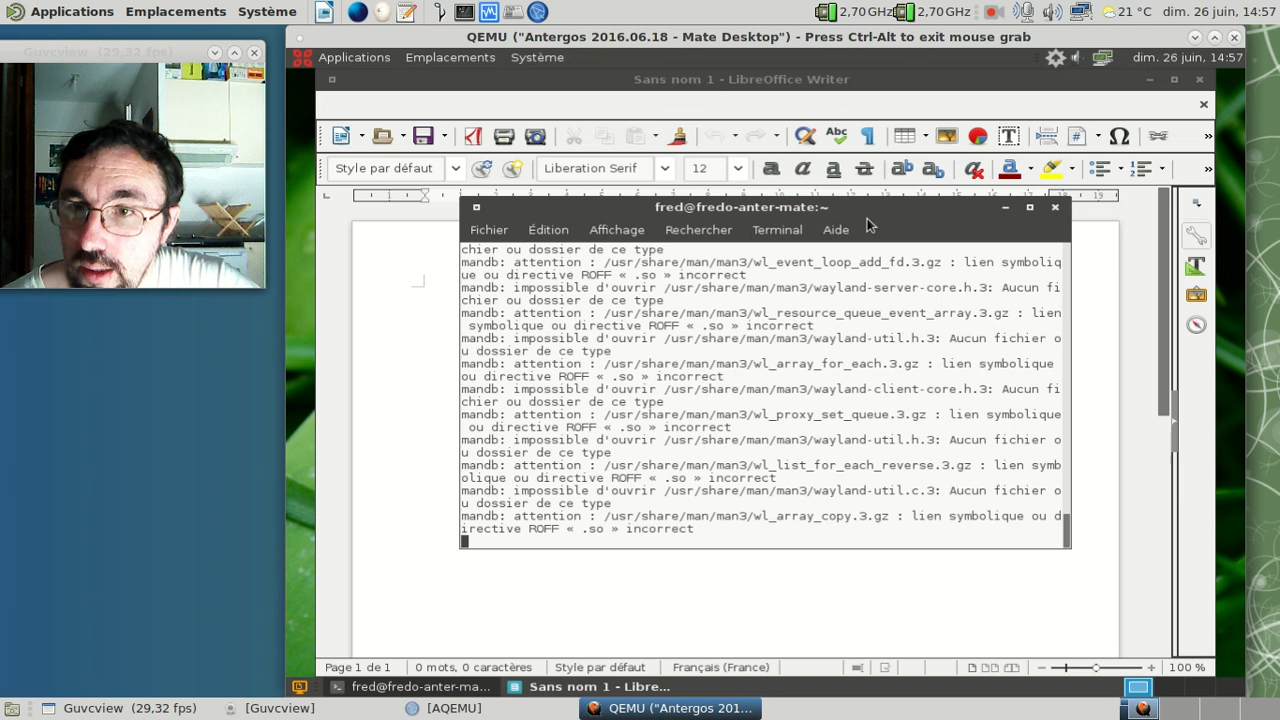 Applications Emplacements Système
2,70 GHz 2,70 GHz 21 °C dim. 26 juin, 14:57
Guvcview (29,32 fps)
QEMU ("Antergos 2016.06.18 - Mate Desktop") - Press Ctrl-Alt to exit mouse grab
Applications Emplacements Système dim. 26 juin, 14:57
Sans nom 1 - LibreOffice Writer
Style par défaut Liberation Serif 12
fred@fredo-anter-mate:~
Fichier Édition Affichage Rechercher Terminal Aide
chier ou dossier de ce type
mandb: attention : /usr/share/man/man3/wl_event_loop_add_fd.3.gz : lien symboliq
ue ou directive ROFF « .so » incorrect
mandb: impossible d'ouvrir /usr/share/man/man3/wayland-server-core.h.3: Aucun fi
chier ou dossier de ce type
mandb: attention : /usr/share/man/man3/wl_resource_queue_event_array.3.gz : lien
 symbolique ou directive ROFF « .so » incorrect
mandb: impossible d'ouvrir /usr/share/man/man3/wayland-util.h.3: Aucun fichier o
u dossier de ce type
mandb: attention : /usr/share/man/man3/wl_array_for_each.3.gz : lien symbolique
ou directive ROFF « .so » incorrect
mandb: impossible d'ouvrir /usr/share/man/man3/wayland-client-core.h.3: Aucun fi
chier ou dossier de ce type
mandb: attention : /usr/share/man/man3/wl_proxy_set_queue.3.gz : lien symbolique
 ou directive ROFF « .so » incorrect
mandb: impossible d'ouvrir /usr/share/man/man3/wayland-util.h.3: Aucun fichier o
u dossier de ce type
mandb: attention : /usr/share/man/man3/wl_list_for_each_reverse.3.gz : lien symb
olique ou directive ROFF « .so » incorrect
mandb: impossible d'ouvrir /usr/share/man/man3/wayland-util.c.3: Aucun fichier o
u dossier de ce type
mandb: attention : /usr/share/man/man3/wl_array_copy.3.gz : lien symbolique ou d
irective ROFF « .so » incorrect
Page 1 de 1 0 mots, 0 caractères Style par défaut Français (France) 100 %
fred@fredo-anter-ma... Sans nom 1 - Libre...
Guvcview (29,32 fps) [Guvcview] [AQEMU] QEMU ("Antergos 201...